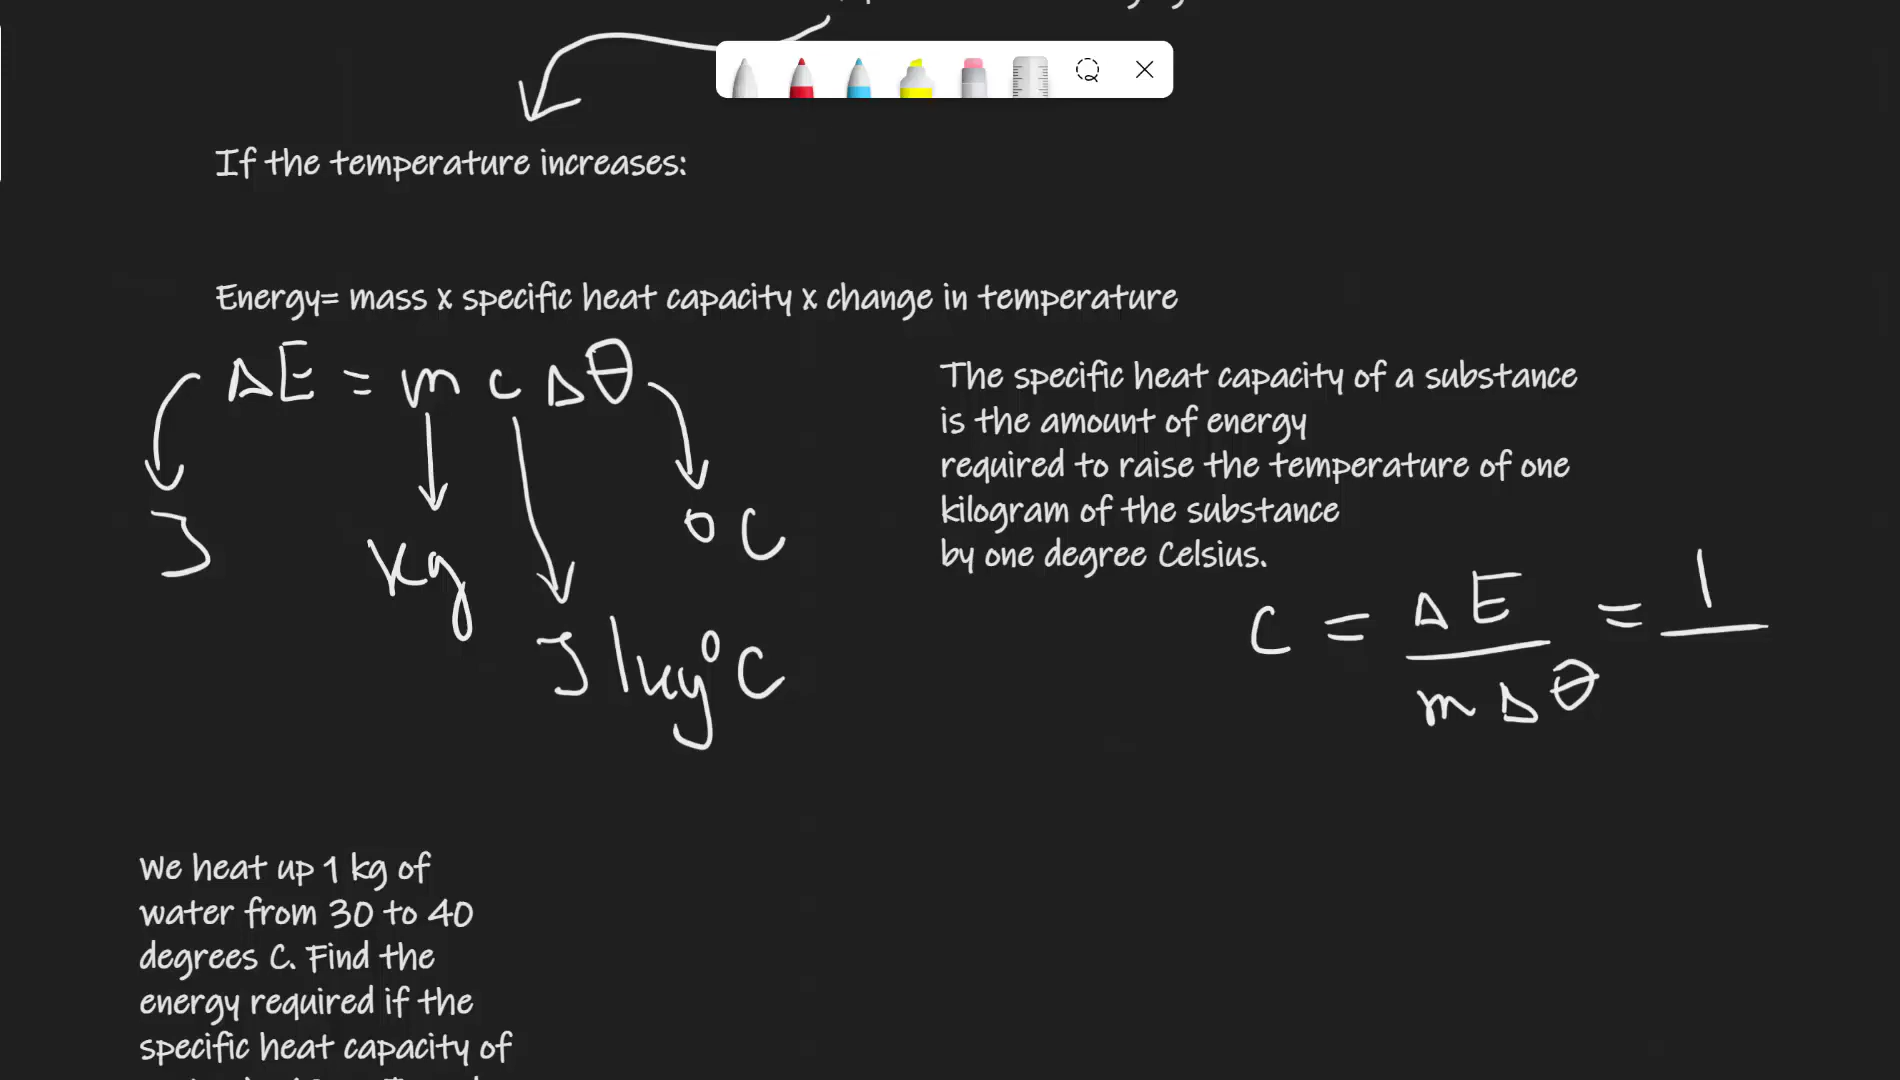 If the temperature increases:
Energy= mass x specific heat capacity x change in temperature
ΔE = m c Δθ
J
kg
°C
J/kg°C
The specific heat capacity of a substance
is the amount of energy
required to raise the temperature of one
kilogram of the substance
by one degree Celsius.
C = ΔE / m Δθ = 1
We heat up 1 kg of
water from 30 to 40
degrees C. Find the
energy required if the
specific heat capacity of